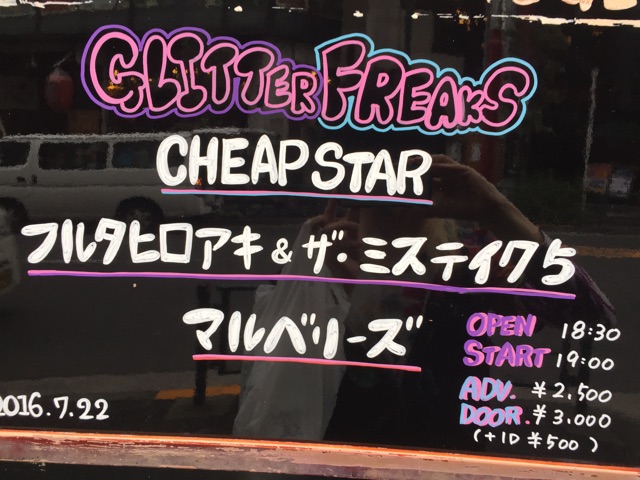 GLITTER FREAKS
CHEAP STAR
フルタヒロアキ & ザ・ミステイク5
マルベリーズ
OPEN 18:30
START 19:00
ADV. ¥2,500
DOOR. ¥3,000
(+1D ¥500)
2016.7.22